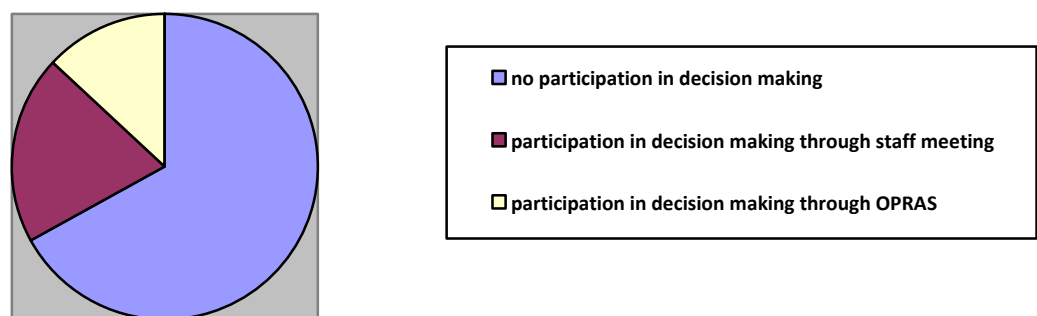 no participation in decision making
participation in decision making through staff meeting
participation in decision making through OPRAS